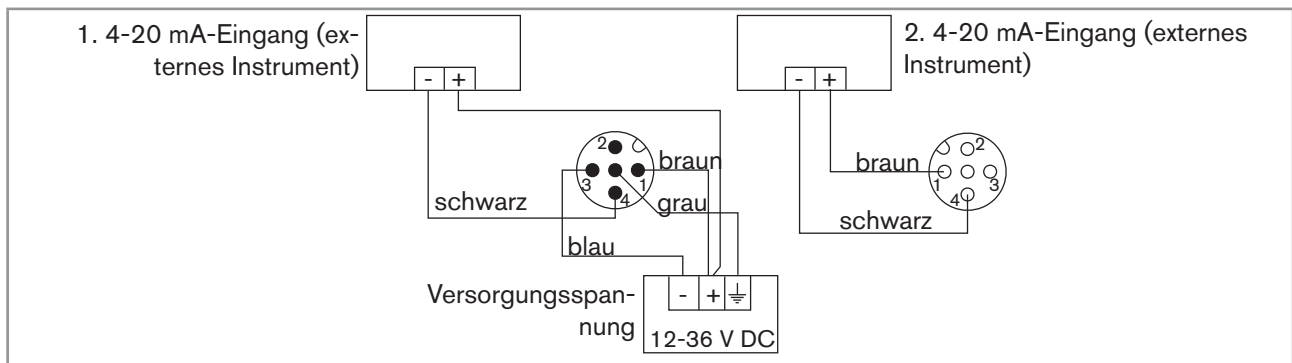 1. 4-20 mA-Eingang (ex-
ternes Instrument)
- +
2. 4-20 mA-Eingang (externes
Instrument)
- +
2
3
1
4
braun
schwarz
grau
blau
braun
2
1
3
4
schwarz
Versorgungsspan-
nung
- +
12-36 V DC